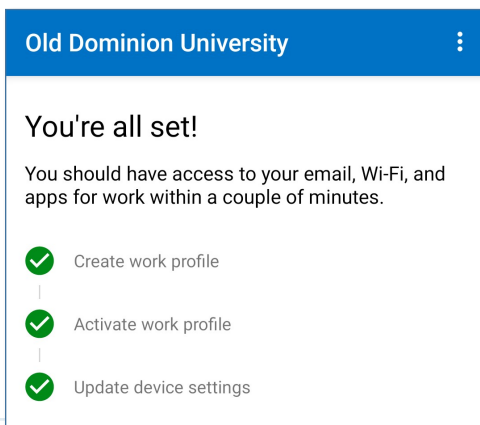 Old Dominion University
You're all set!
You should have access to your email, Wi-Fi, and
apps for work within a couple of minutes.
Create work profile
Activate work profile
Update device settings